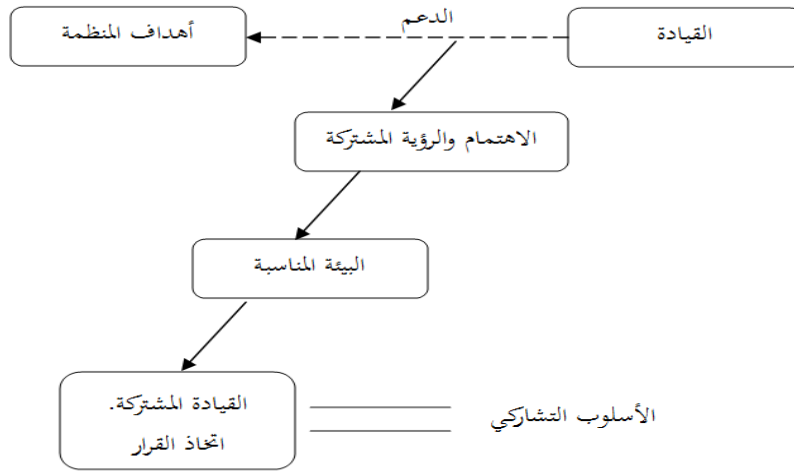 الدعم
القيادة
أهداف المنظمة
الاهتمام والرؤية المشتركة
البيئة المناسبة
القيادة المشتركة.
اتخاذ القرار
الأسلوب التشاركي